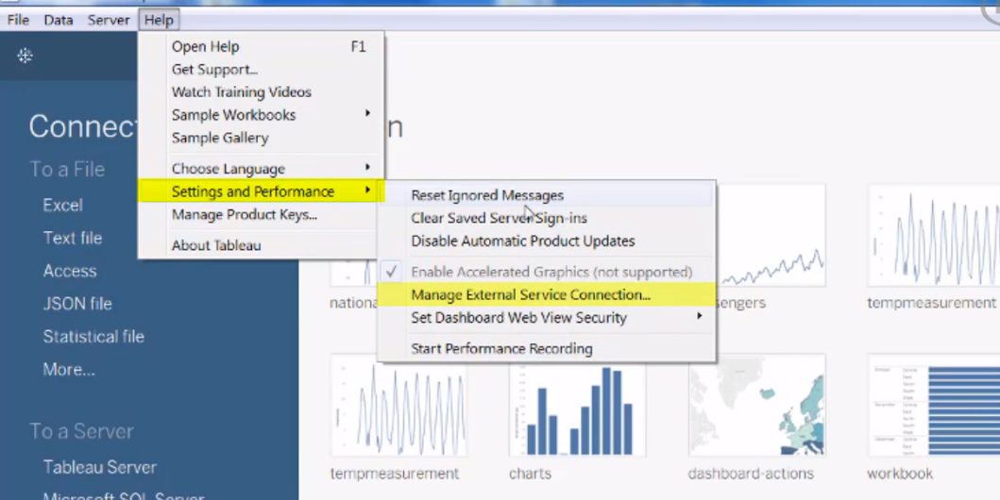 File Data Server Help
Open Help F1
Get Support...
Watch Training Videos
Sample Workbooks
Sample Gallery
Choose Language
Settings and Performance
Manage Product Keys...
About Tableau
Reset Ignored Messages
Clear Saved Server Sign-ins
Disable Automatic Product Updates
Enable Accelerated Graphics (not supported)
Manage External Service Connection...
Set Dashboard Web View Security
Start Performance Recording
Connec
n
To a File
Excel
Text file
Access
JSON file
Statistical file
More...
To a Server
Tableau Server
Microsoft SQL Server
nationa
sengers
tempmeasurement
tempmeasurement
charts
dashboard-actions
workbook